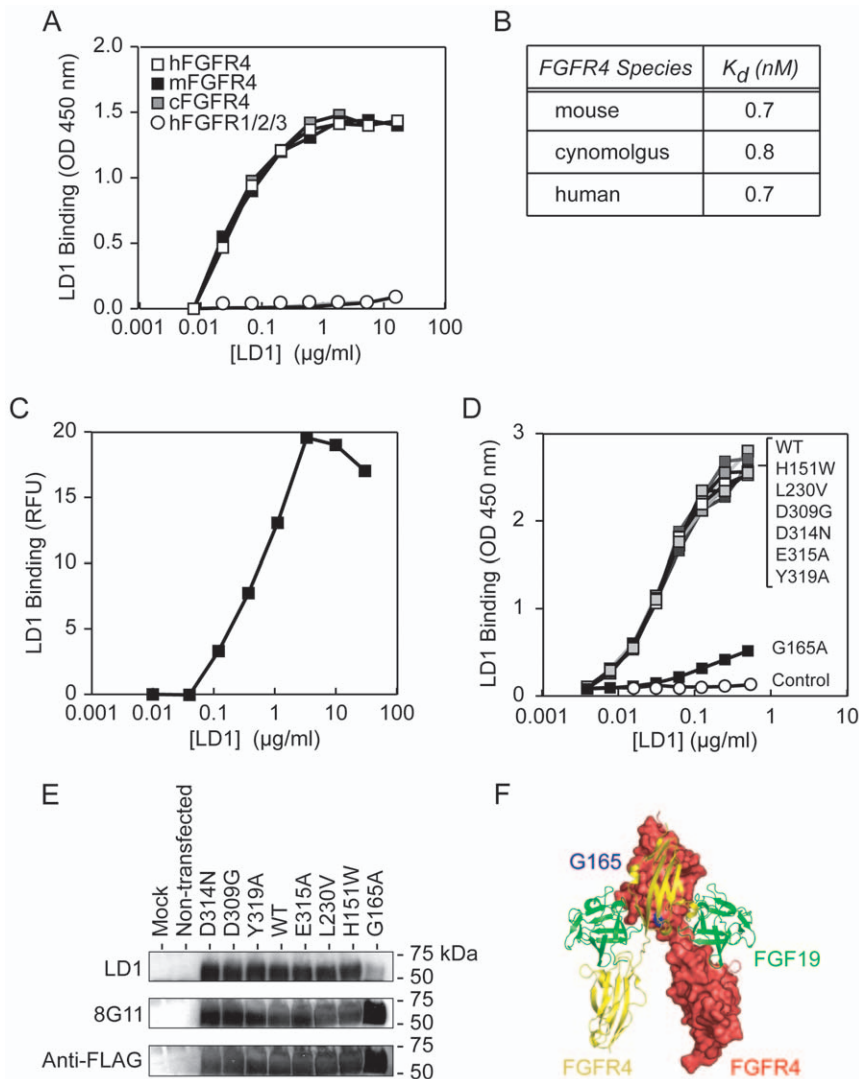 A
hFGFR4
mFGFR4
cFGFR4
hFGFR1/2/3
LD1 Binding (OD 450 nm)
1.5
1.0
0.5
0.0
0.001 0.01 0.1 1 10 100
[LD1] (µg/ml)
B
FGFR4 Species Kd (nM)
mouse 0.7
cynomolgus 0.8
human 0.7
C
LD1 Binding (RFU)
20
15
10
5
0
0.001 0.01 0.1 1 10 100
[LD1] (µg/ml)
D
LD1 Binding (OD 450 nm)
3
2
1
0
WT
H151W
L230V
D309G
D314N
E315A
Y319A
G165A
Control
0.001 0.01 0.1 1 10
[LD1] (µg/ml)
E
Mock
Non-transfected
D314N
D309G
Y319A
WT
E315A
L230V
H151W
G165A
LD1
- 75 kDa
- 50
8G11
- 75
- 50
Anti-FLAG
- 75
- 50
F
G165
FGF19
FGFR4
FGFR4